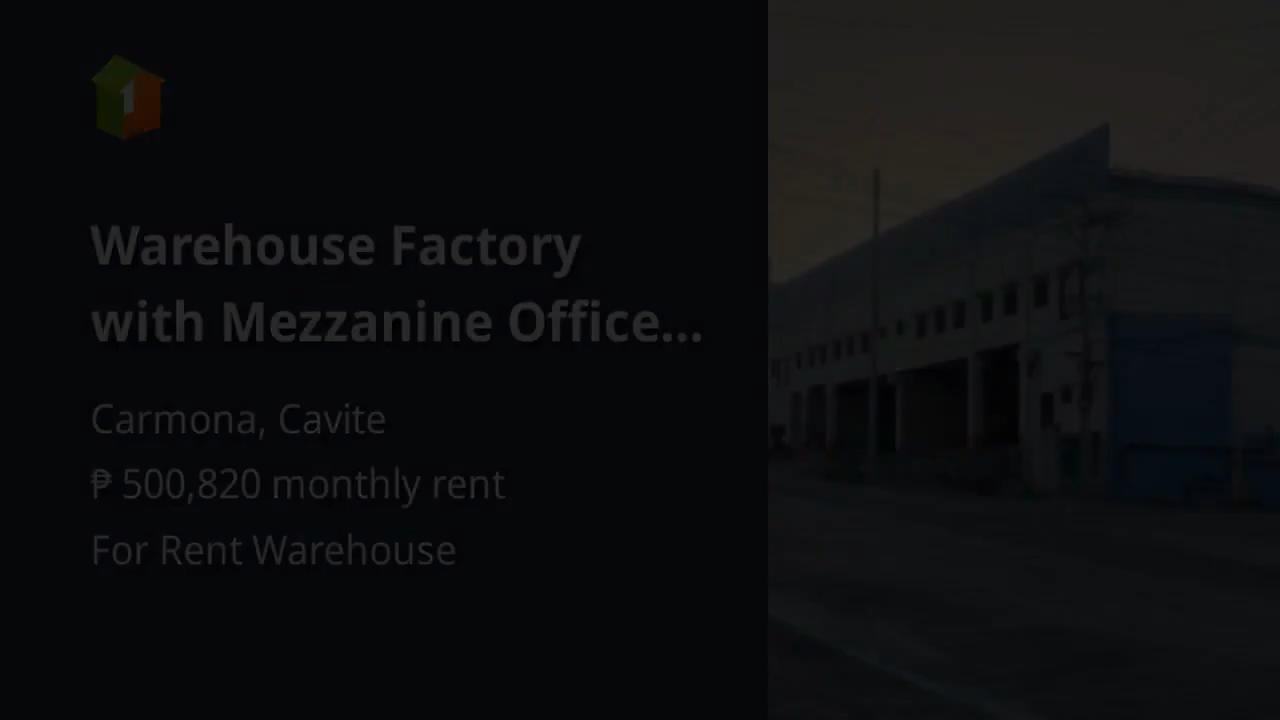 Warehouse Factory
with Mezzanine Office...
Carmona, Cavite
₱ 500,820 monthly rent
For Rent Warehouse